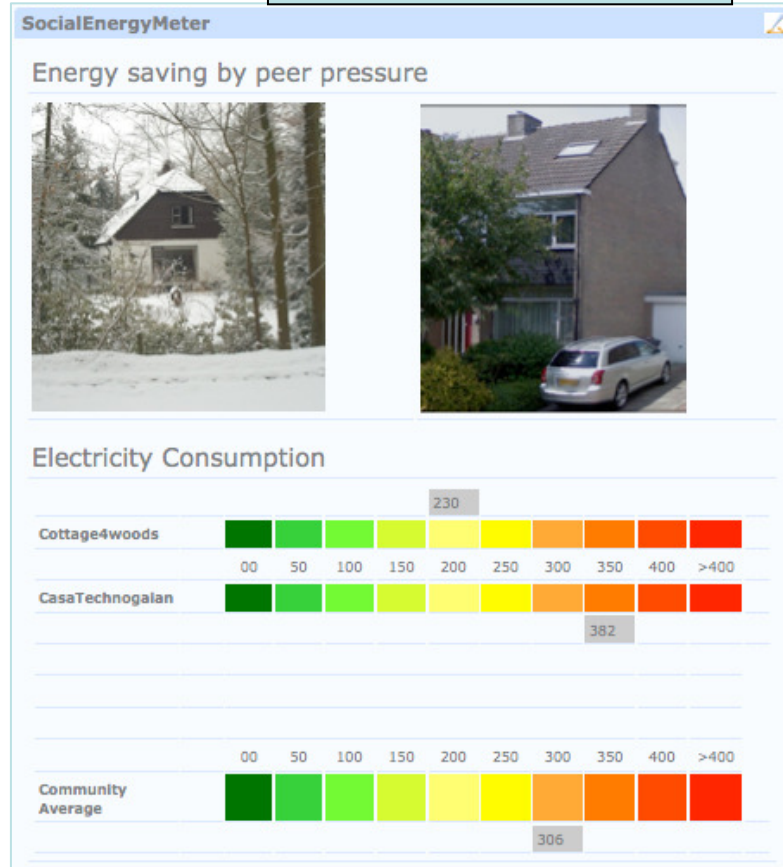 SocialEnergyMeter
Energy saving by peer pressure
Electricity Consumption
230
Cottage4woods
00 50 100 150 200 250 300 350 400 >400
CasaTechnogalan
382
00 50 100 150 200 250 300 350 400 >400
Community
Average
306